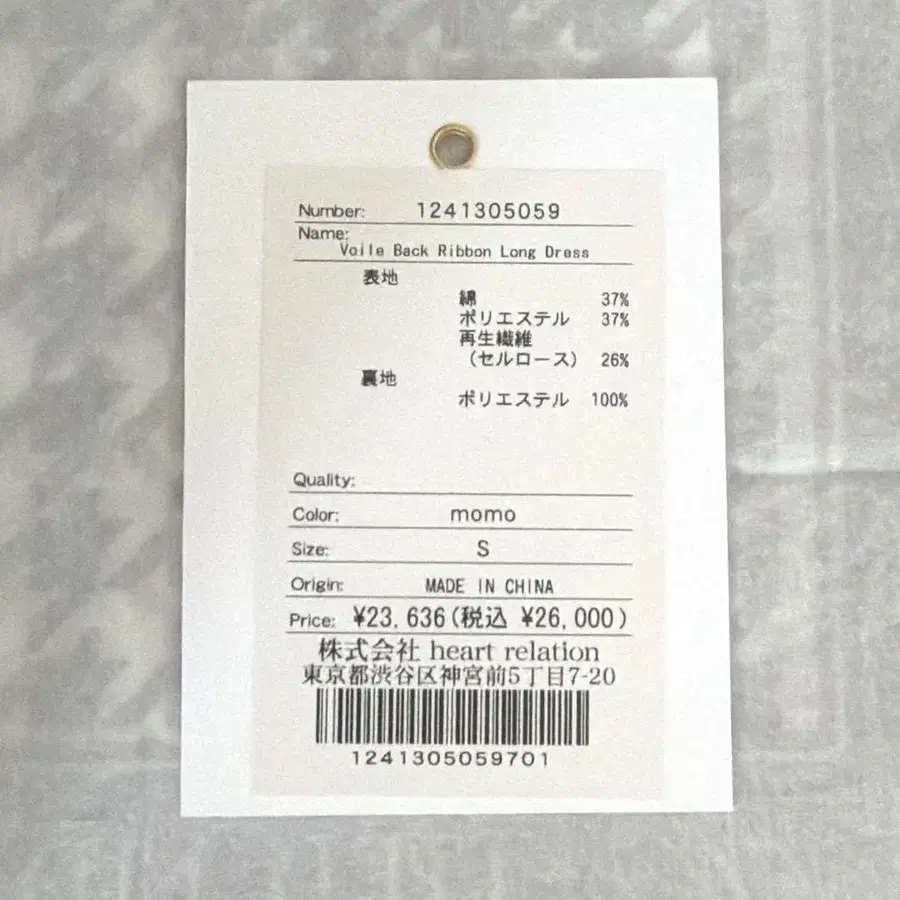 Number: 1241305059
Name:
Voile Back Ribbon Long Dress
表地
綿 37%
ポリエステル 37%
再生繊維
(セルロース) 26%
裏地
ポリエステル 100%
Quality:
Color: momo
Size: S
Origin: MADE IN CHINA
Price: ¥23,636(税込 ¥26,000)
株式会社 heart relation
東京都渋谷区神宮前5丁目7-20
1241305059701